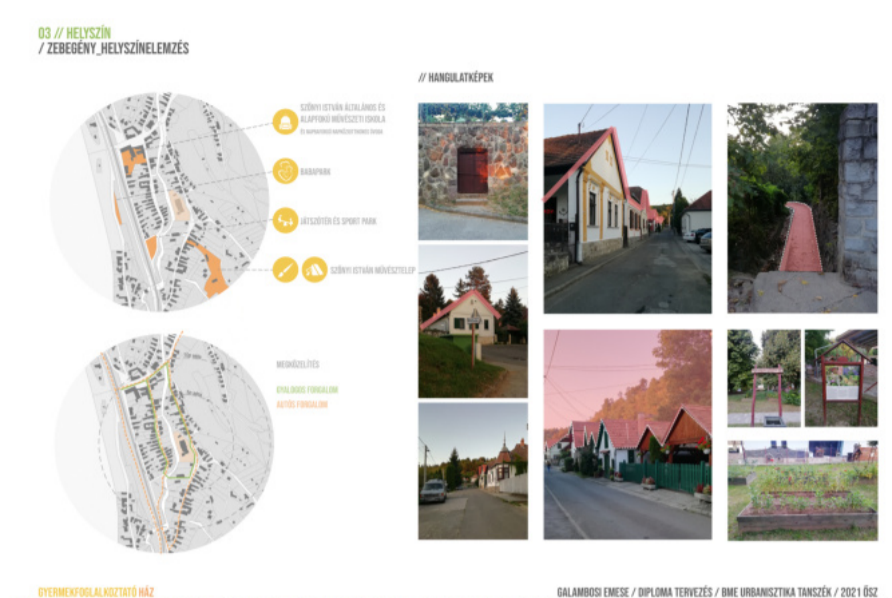 03 // HELYSZÍN
/ ZEBEGÉNY_HELYSZÍNELEMZÉS
// HANGULATKÉPEK
SZŐNYI ISTVÁN ÁLTALÁNOS ÉS
ALAPFOKÚ MŰVÉSZETI ISKOLA
BABAPARK
JÁTSZÓTÉR ÉS SPORT PARK
SZŐNYI ISTVÁN MŰVÉSZTELEP
MEGKÖZELÍTÉS
GYALOGOS FORGALOM
AUTÓS FORGALOM
GYERMEKFOGLALKOZTATÓ HÁZ
GALAMBOSI EMESE / DIPLOMA TERVEZÉS / BME URBANISZTIKA TANSZÉK / 2021 ŐSZ